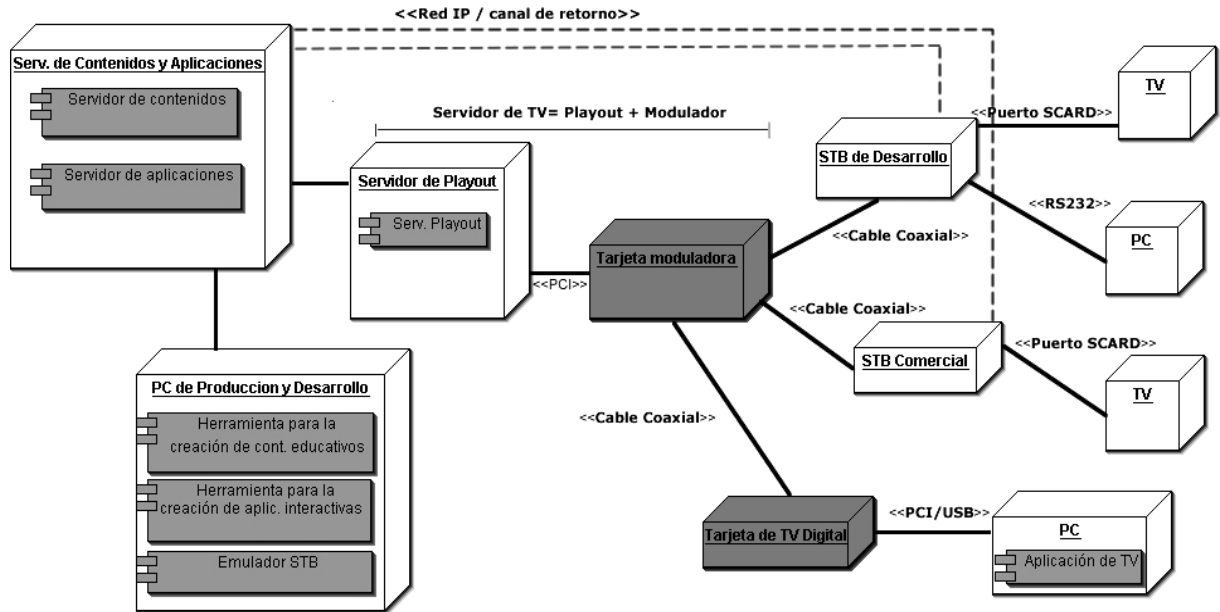 <<Red IP / canal de retorno>>
Serv. de Contenidos y Aplicaciones
Servidor de contenidos
Servidor de aplicaciones
Servidor de TV= Playout + Modulador
Servidor de Playout
Serv. Playout
<<PCI>>
Tarjeta moduladora
STB de Desarrollo
<<Puerto SCARD>>
TV
<<RS232>>
PC
<<Cable Coaxial>>
<<Cable Coaxial>>
STB Comercial
<<Puerto SCARD>>
TV
PC de Produccion y Desarrollo
Herramienta para la
creación de cont. educativos
Herramienta para la
creación de aplic. interactivas
Emulador STB
<<Cable Coaxial>>
Tarjeta de TV Digital
<<PCI/USB>>
PC
Aplicación de TV